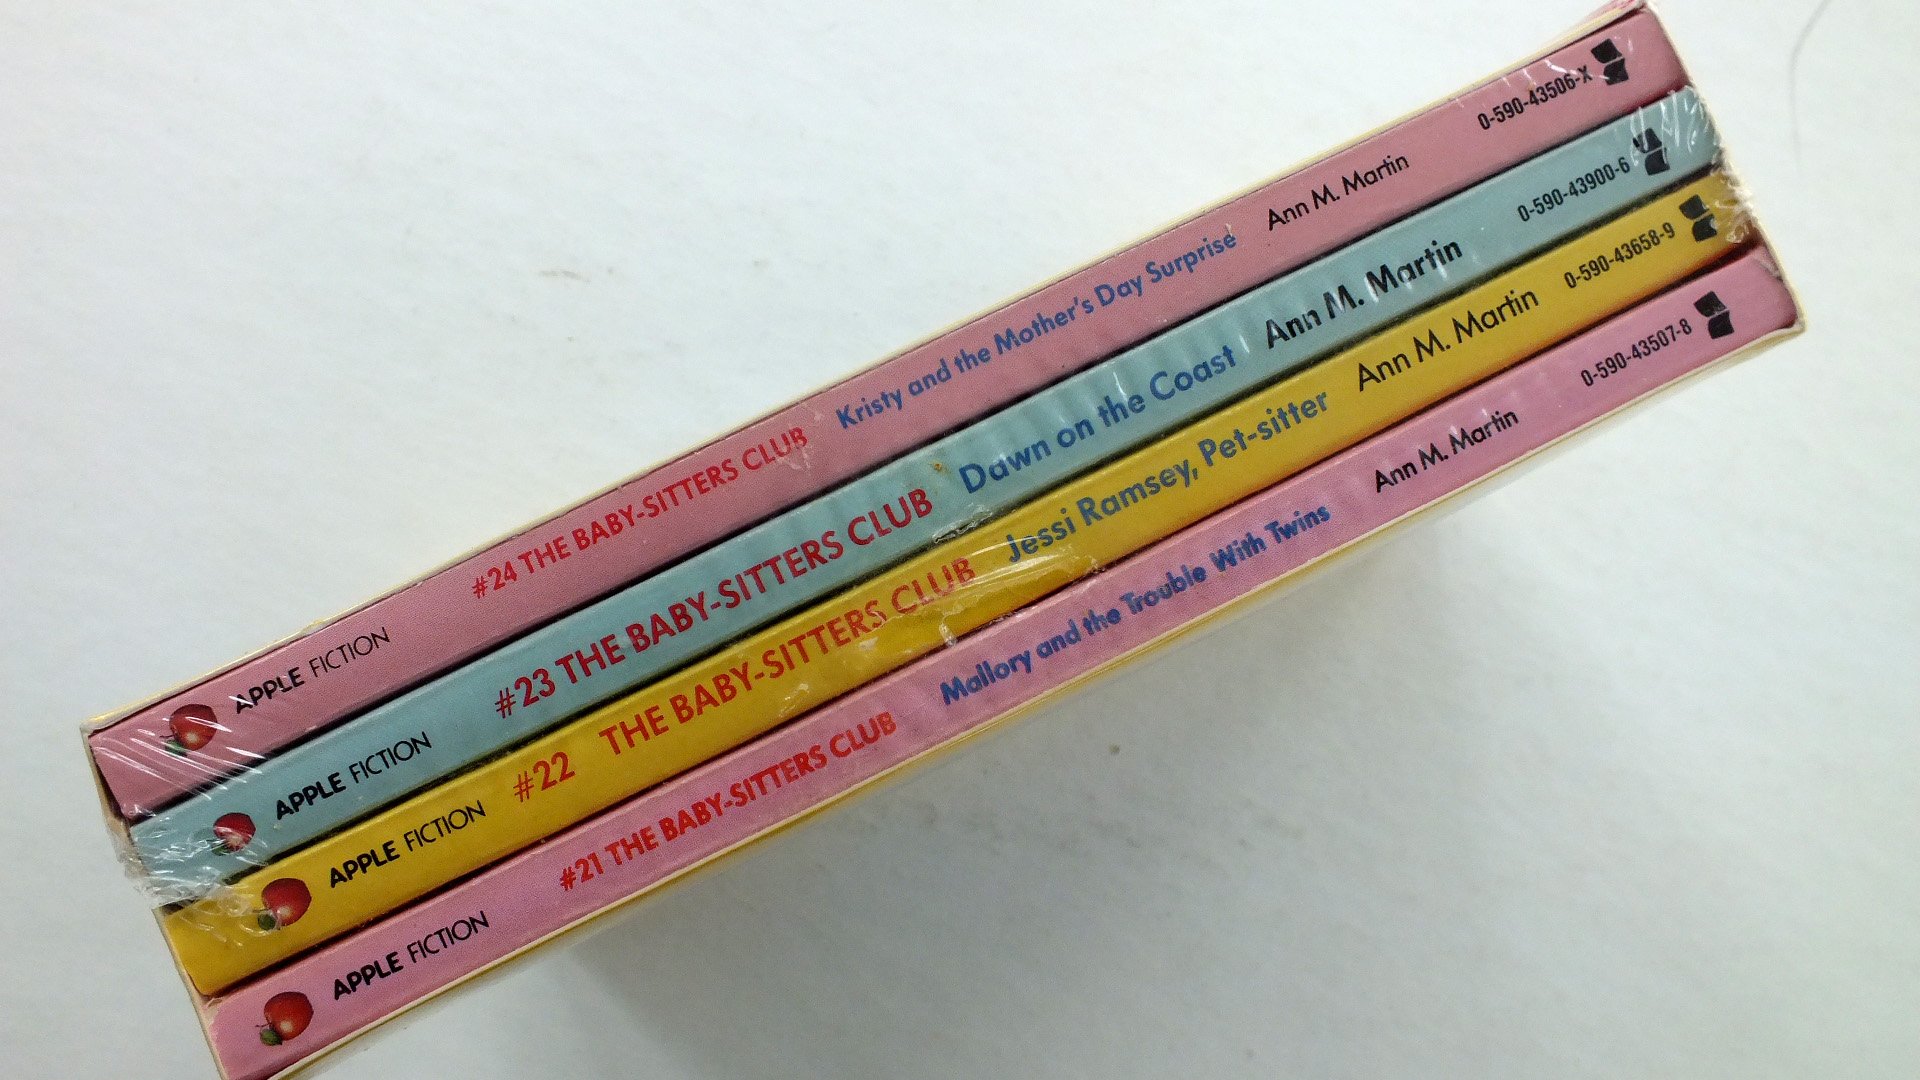 APPLE FICTION #24 THE BABY-SITTERS CLUB Kristy and the Mother's Day Surprise Ann M. Martin 0-590-43506-X
APPLE FICTION #23 THE BABY-SITTERS CLUB Dawn on the Coast Ann M. Martin 0-590-43900-6
APPLE FICTION #22 THE BABY-SITTERS CLUB Jessi Ramsey, Pet-sitter Ann M. Martin 0-590-43658-9
APPLE FICTION #21 THE BABY-SITTERS CLUB Mallory and the Trouble With Twins Ann M. Martin 0-590-43507-8